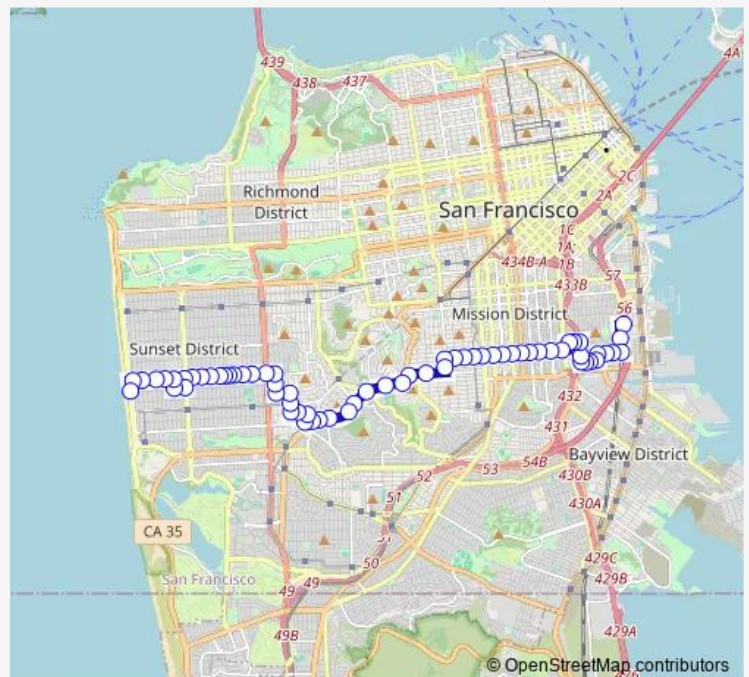 4A
439
438
437
Richmond
District
San Francisco
2C
2A
1C
1A
1B
434B-A
433B
57
56
Mission District
Sunset District
432
431
Bayview District
52
53
54B
430B
51
430A
CA 35
50
San Francisco
49
49
429C
429B
49B
429A
© OpenStreetMap contributors